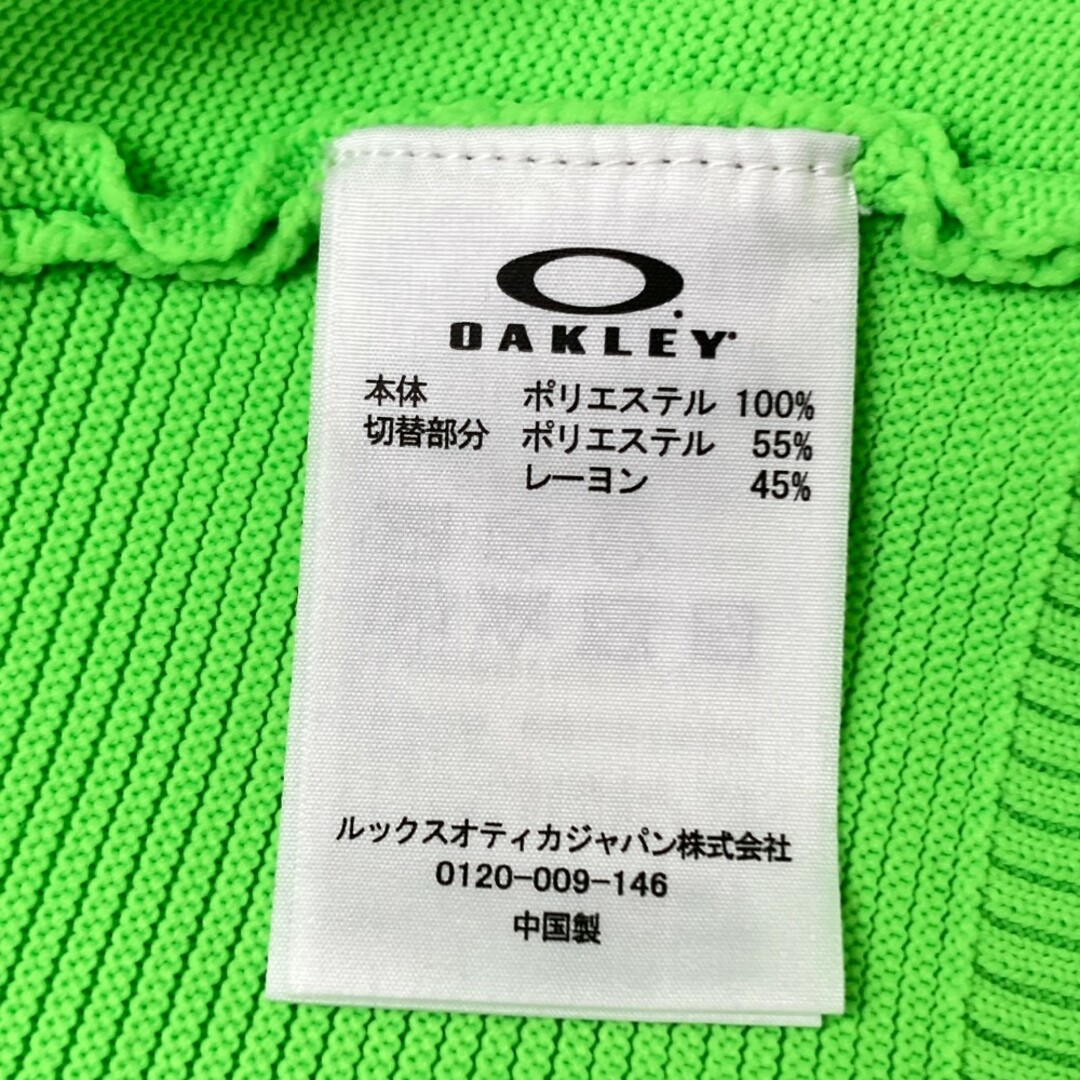 OAKLEY
本体 ポリエステル 100%
切替部分 ポリエステル 55%
レーヨン 45%
ルックスオティカジャパン株式会社
0120-009-146
中国製